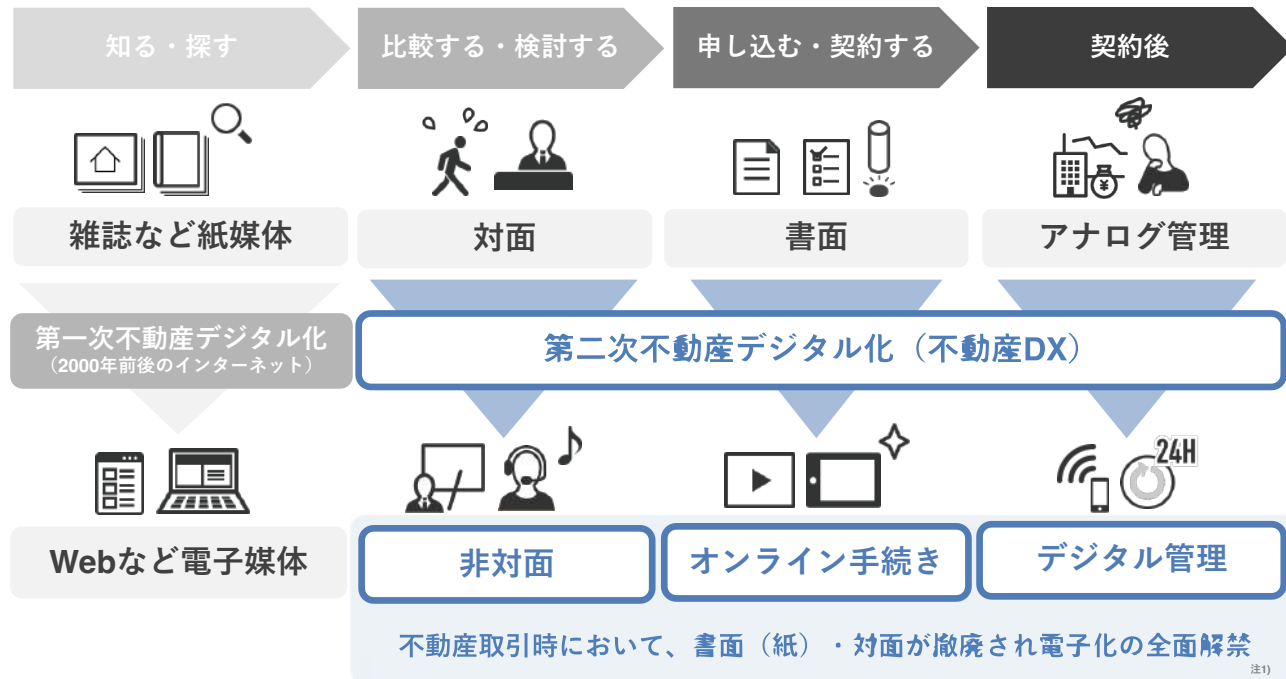 知る・探す
比較する・検討する
申し込む・契約する
契約後
雑誌など紙媒体
対面
書面
アナログ管理
第一次不動産デジタル化
（2000年前後のインターネット）
第二次不動産デジタル化（不動産DX）
24H
Webなど電子媒体
非対面
オンライン手続き
デジタル管理
不動産取引時において、書面（紙）・対面が撤廃され電子化の全面解禁
注1)